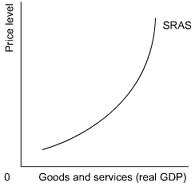 Price level
SRAS
0
Goods and services (real GDP)